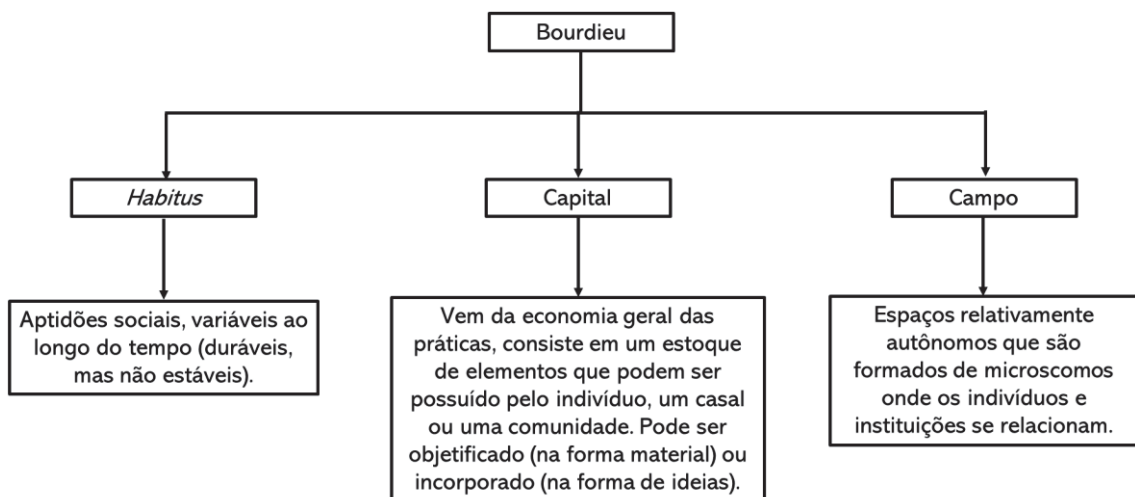 Bourdieu
Habitus
Capital
Campo
Aptidões sociais, variáveis ao
longo do tempo (duráveis,
mas não estáveis).
Vem da economia geral das
práticas, consiste em um estoque
de elementos que podem ser
possuído pelo indivíduo, um casal
ou uma comunidade. Pode ser
objetificado (na forma material) ou
incorporado (na forma de ideias).
Espaços relativamente
autônomos que são
formados de microscomos
onde os indivíduos e
instituições se relacionam.